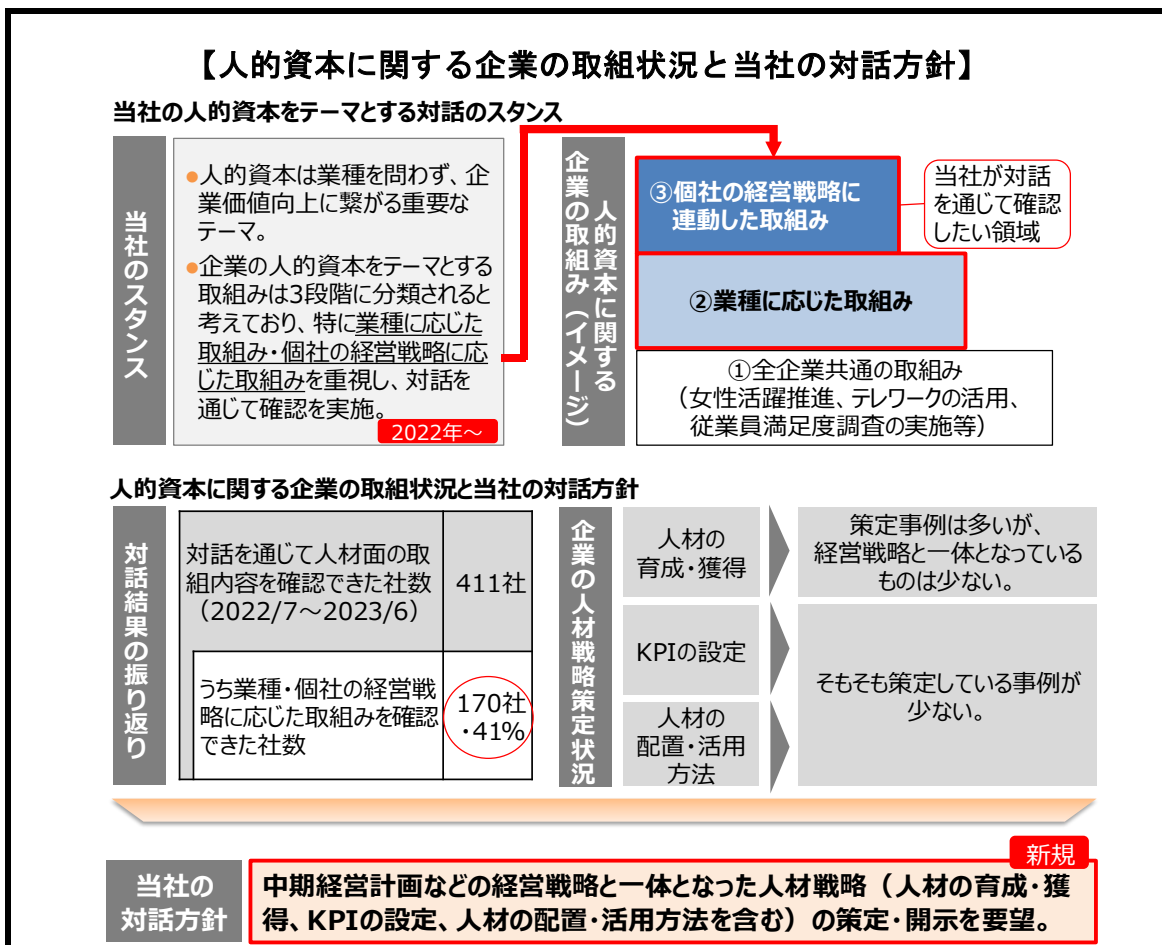 【人的資本に関する企業の取組状況と当社の対話方針】
当社の人的資本をテーマとする対話のスタンス
当社のスタンス
●人的資本は業種を問わず、企
業価値向上に繋がる重要な
テーマ。
●企業の人的資本をテーマとする
取組みは3段階に分類されると
考えており、特に業種に応じた
取組み・個社の経営戦略に応
じた取組みを重視し、対話を
通じて確認を実施。
2022年～
人的資本に関する
企業の取組み（イメージ）
③個社の経営戦略に
連動した取組み
当社が対話
を通じて確認
したい領域
②業種に応じた取組み
①全企業共通の取組み
（女性活躍推進、テレワークの活用、
従業員満足度調査の実施等）
人的資本に関する企業の取組状況と当社の対話方針
対話結果の振り返り
対話を通じて人材面の取
組内容を確認できた社数
（2022/7～2023/6）
411社
うち業種・個社の経営戦
略に応じた取組みを確認
できた社数
170社
・41%
企業の人材戦略策定状況
人材の
育成・獲得
策定事例は多いが、
経営戦略と一体となっている
ものは少ない。
KPIの設定
人材の
配置・活用
方法
そもそも策定している事例が
少ない。
当社の
対話方針
新規
中期経営計画などの経営戦略と一体となった人材戦略（人材の育成・獲
得、KPIの設定、人材の配置・活用方法を含む）の策定・開示を要望。